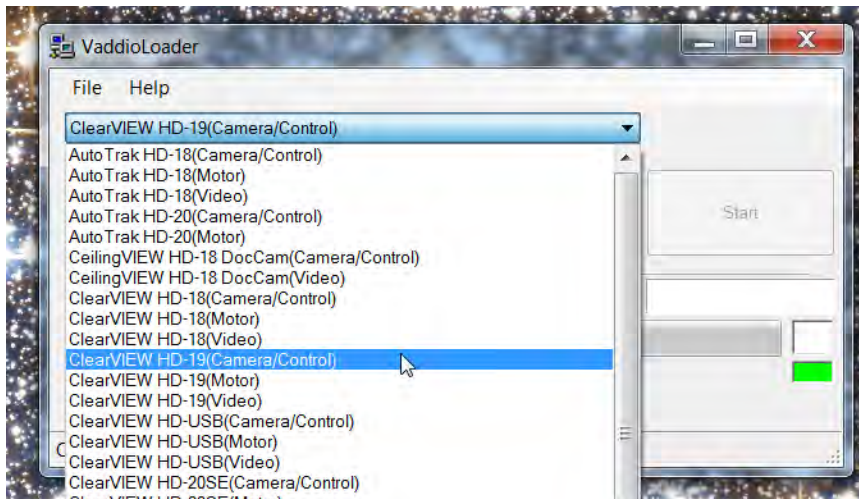 VaddioLoader
File Help
ClearVIEW HD-19(Camera/Control)
AutoTrak HD-18(Camera/Control)
AutoTrak HD-18(Motor)
AutoTrak HD-18(Video)
AutoTrak HD-20(Camera/Control)
AutoTrak HD-20(Motor)
CeilingVIEW HD-18 DocCam(Camera/Control)
CeilingVIEW HD-18 DocCam(Video)
ClearVIEW HD-18(Camera/Control)
ClearVIEW HD-18(Motor)
ClearVIEW HD-18(Video)
ClearVIEW HD-19(Camera/Control)
ClearVIEW HD-19(Motor)
ClearVIEW HD-19(Video)
ClearVIEW HD-USB(Camera/Control)
ClearVIEW HD-USB(Motor)
ClearVIEW HD-USB(Video)
ClearVIEW HD-20SE(Camera/Control)
Start